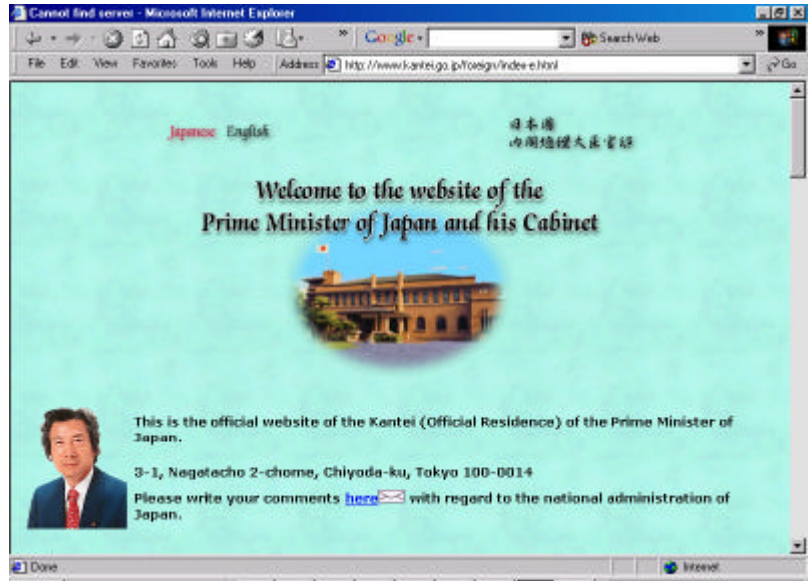 Cannot find server - Microsoft Internet Explorer
» Google Search Web »
File Edit View Favorites Tools Help Address http://www.kantei.go.jp/foreign/index-e.html Go
Japanese English
日本国
内閣総理大臣官邸
Welcome to the website of the
Prime Minister of Japan and his Cabinet
This is the official website of the Kantei (Official Residence) of the Prime Minister of
Japan.
3-1, Nagatacho 2-chome, Chiyoda-ku, Tokyo 100-0014
Please write your comments here with regard to the national administration of
Japan.
Done Internet